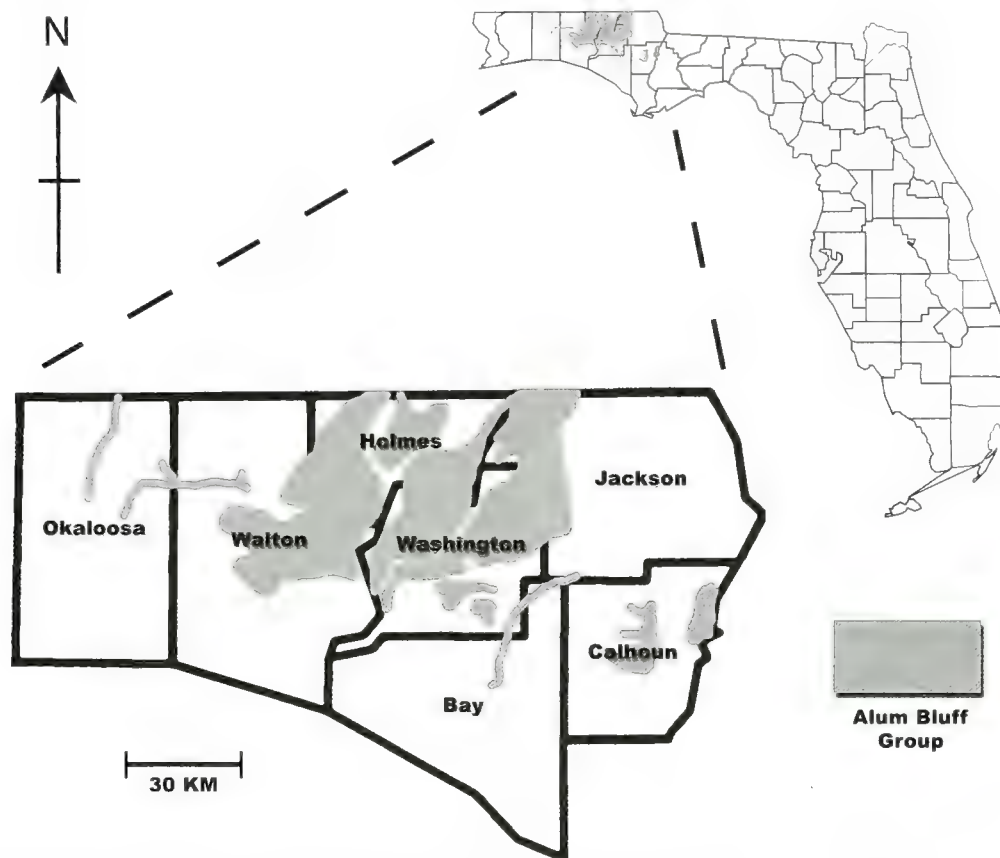 N
Holmes
Jackson
Okaloosa
Walton
Washington
Calhoun
Bay
Alum Bluff
Group
30 KM